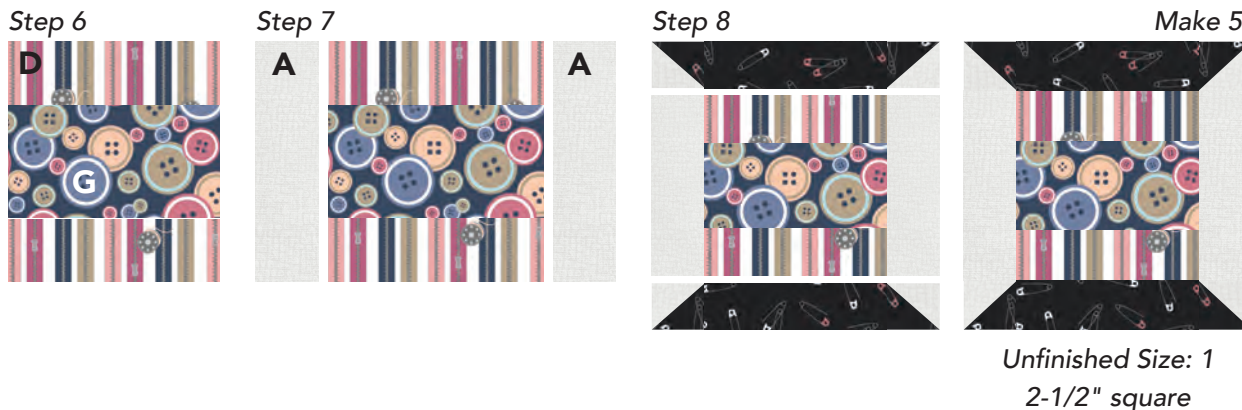 Step 6
Step 7
Step 8
Make 5
D
A
A
G
Unfinished Size: 1
2-1/2" square